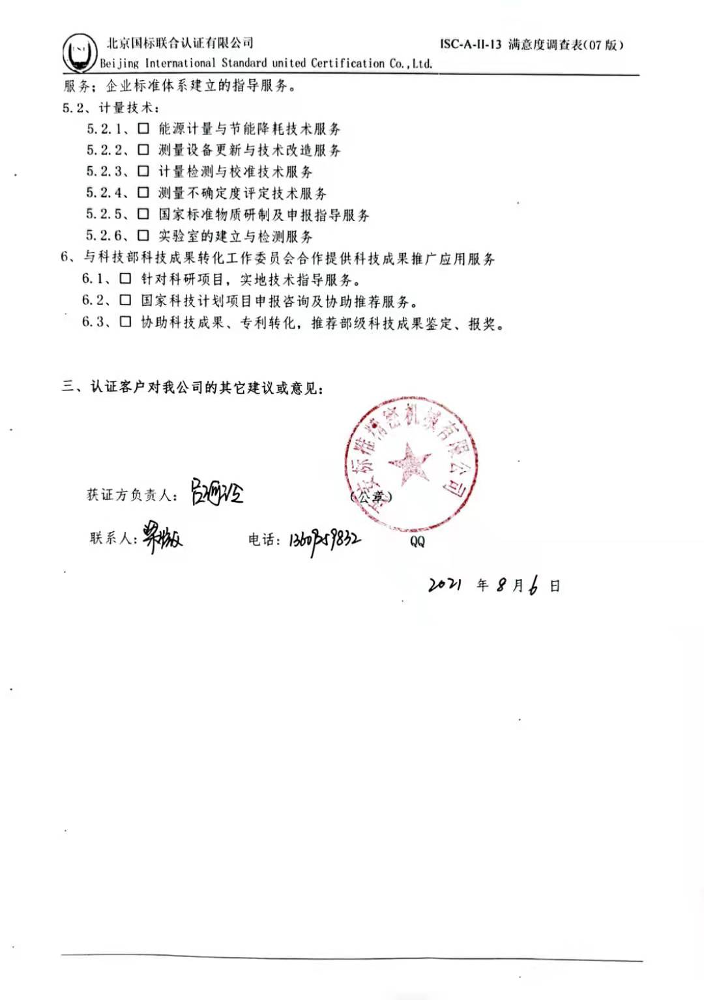 北京国标联合认证有限公司
ISC-A-II-13 满意度调查表(07版)
Beijing International Standard united Certification Co.,Ltd.
服务；企业标准体系建立的指导服务。
5.2、计量技术：
5.2.1、□ 能源计量与节能降耗技术服务
5.2.2、□ 测量设备更新与技术改造服务
5.2.3、□ 计量检测与校准技术服务
5.2.4、□ 测量不确定度评定技术服务
5.2.5、□ 国家标准物质研制及申报指导服务
5.2.6、□ 实验室的建立与检测服务
6、与科技部科技成果转化工作委员会合作提供科技成果推广应用服务
6.1、□ 针对科研项目，实地技术指导服务。
6.2、□ 国家科技计划项目申报咨询及协助推荐服务。
6.3、□ 协助科技成果、专利转化，推荐部级科技成果鉴定、报奖。
三、认证客户对我公司的其它建议或意见：
标准精密机械有限公司
获证方负责人：
（公章）
联系人：
电话：
QQ
2021 年 8 月 6 日